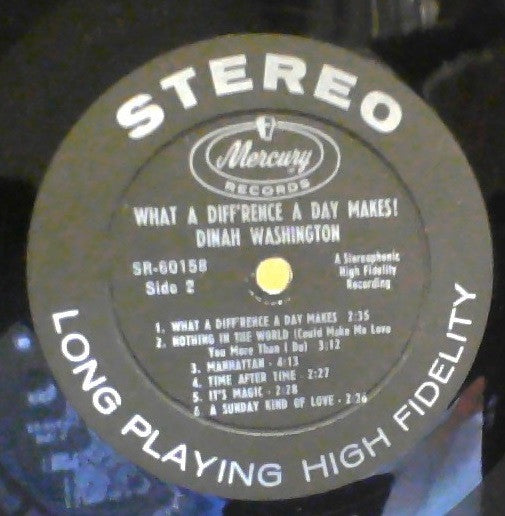 STEREO
Mercury
RECORDS
WHAT A DIFF'RENCE A DAY MAKES!
DINAH WASHINGTON
SR-60158
Side 2
A Stereophonic
High Fidelity
Recording
1. WHAT A DIFF'RENCE A DAY MAKES 2:35
2. NOTHING IN THE WORLD (Could Make Me Love
You More Than I Do) 3:12
3. MANHATTAN - 4:13
4. TIME AFTER TIME - 2:27
5. IT'S MAGIC - 2:28
6 A SUNDAY KIND OF LOVE - 2:36
LONG PLAYING HIGH FIDELITY